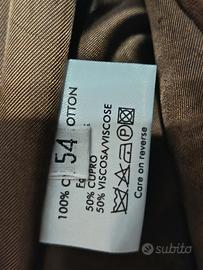 100% C
OTTON
54
50% CUPRO
50% VISCOSA/VISCOSE
Care on reverse
subito